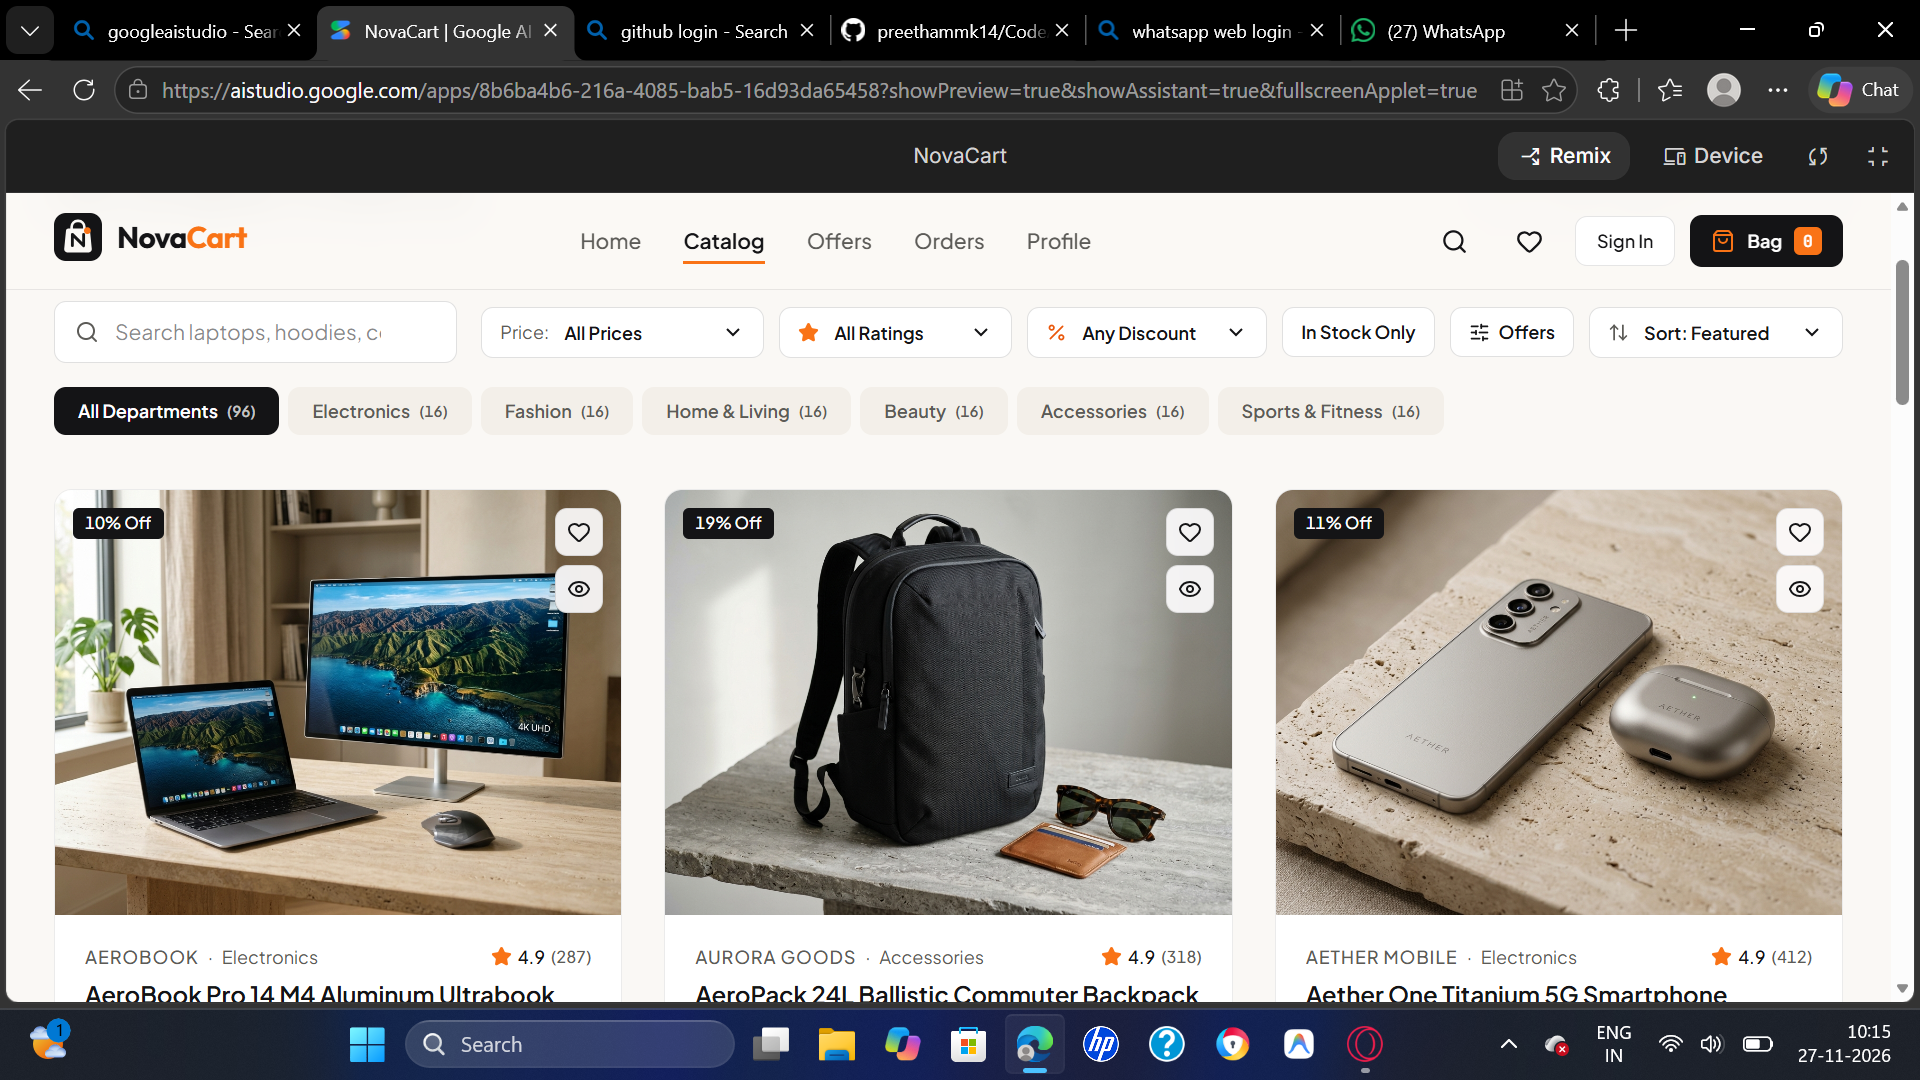 googleaistudio - Sear
NovaCart | Google AI
github login - Search
preethammk14/Code
whatsapp web login -
(27) WhatsApp
https://aistudio.google.com/apps/8b6ba4b6-216a-4085-bab5-16d93da65458?showPreview=true&showAssistant=true&fullscreenApplet=true
Chat
NovaCart
Remix
Device
N
NovaCart
Home
Catalog
Offers
Orders
Profile
Sign In
Bag 0
Search laptops, hoodies, c
Price: All Prices
All Ratings
% Any Discount
In Stock Only
Offers
Sort: Featured
All Departments (96)
Electronics (16)
Fashion (16)
Home & Living (16)
Beauty (16)
Accessories (16)
Sports & Fitness (16)
10% Off
4K UHD
19% Off
11% Off
AETHER
AETHER
AEROBOOK · Electronics
4.9 (287)
AeroBook Pro 14 M4 Aluminum Ultrabook
AURORA GOODS · Accessories
4.9 (318)
AeroPack 24L Ballistic Commuter Backpack
AETHER MOBILE · Electronics
4.9 (412)
Aether One Titanium 5G Smartphone
1
Search
hp
ENG
IN
10:15
27-11-2026